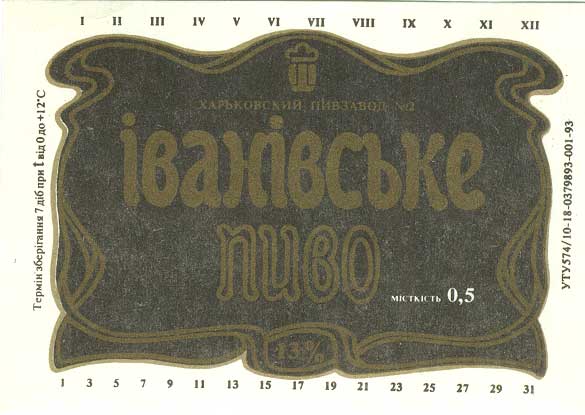 I II III IV V VI VII VIII IX X XI XII
ХАРЬКОВСКИЙ ПИВЗАВОД №2
іванівське
пиво
МІСТКІСТЬ 0,5
13%
1 3 5 7 9 11 13 15 17 19 21 23 25 27 29 31
Термін зберігання 7 діб при t від 0 до +12°C
УТУ574/10-18-0379893-001-93